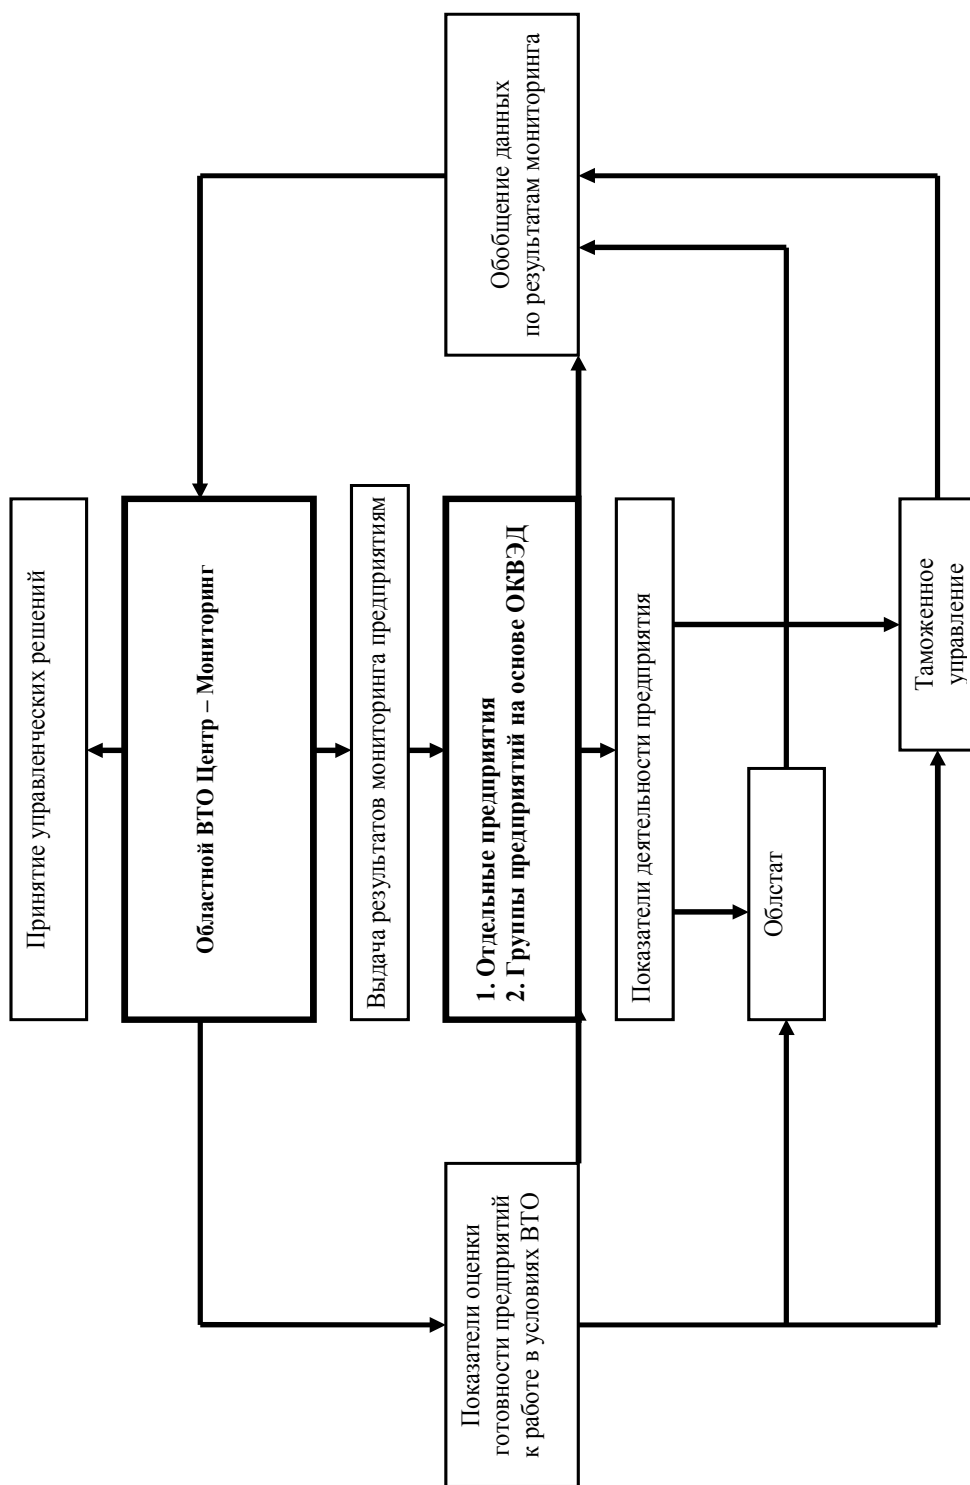 Принятие управленческих решений
Областной ВТО Центр – Мониторинг
Выдача результатов мониторинга предприятиям
Показатели оценки
готовности предприятий
к работе в условиях ВТО
1. Отдельные предприятия
2. Группы предприятий на основе ОКВЭД
Обобщение данных
по результатам мониторинга
Показатели деятельности предприятия
Облстат
Таможенное
управление